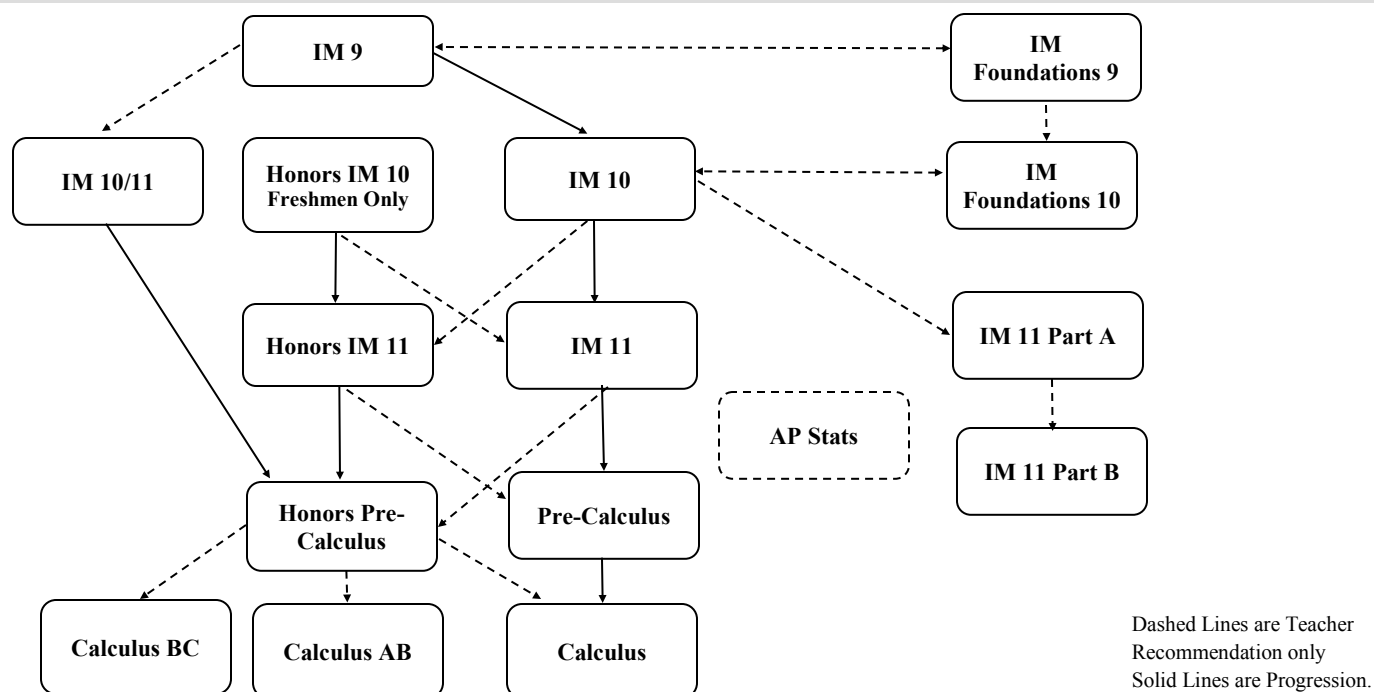 IM 9
IM
Foundations 9
IM 10/11
Honors IM 10
Freshmen Only
IM 10
IM
Foundations 10
Honors IM 11
IM 11
IM 11 Part A
AP Stats
IM 11 Part B
Honors Pre-
Calculus
Pre-Calculus
Calculus BC
Calculus AB
Calculus
Dashed Lines are Teacher
Recommendation only
Solid Lines are Progression.